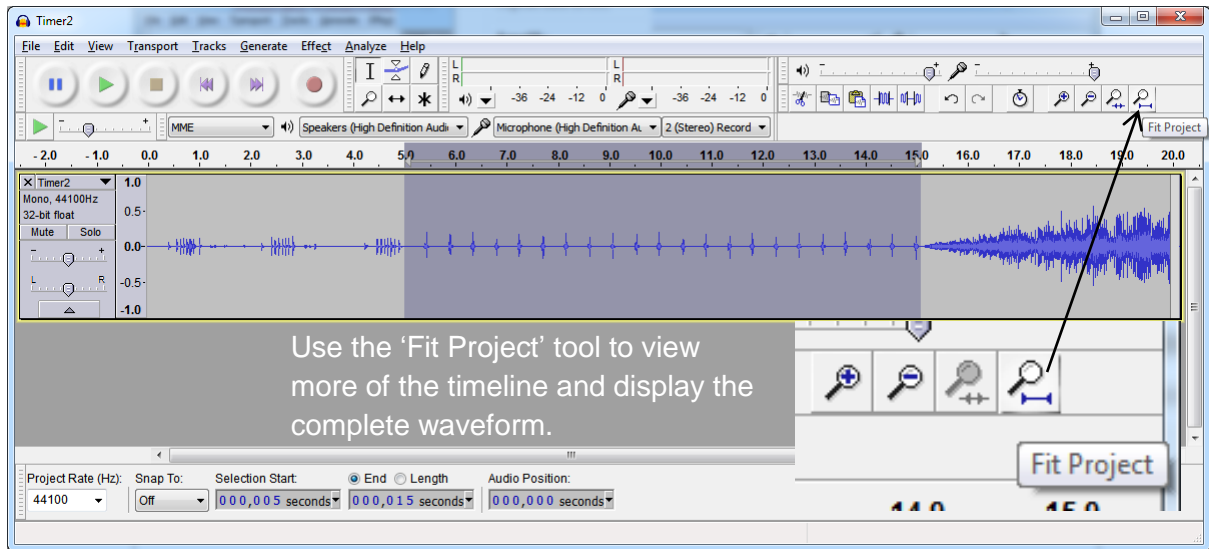 Timer2
File Edit View Transport Tracks Generate Effect Analyze Help
L
R
L
R
-36 -24 -12 0
-36 -24 -12 0
MME
Speakers (High Definition Audi
Microphone (High Definition Au
2 (Stereo) Record
Fit Project
- 2.0 - 1.0 0.0 1.0 2.0 3.0 4.0 5.0 6.0 7.0 8.0 9.0 10.0 11.0 12.0 13.0 14.0 15.0 16.0 17.0 18.0 19.0 20.0
X Timer2
Mono, 44100Hz
32-bit float
Mute Solo
- +
L R
1.0
0.5-
0.0-
-0.5-
-1.0
Use the ‘Fit Project’ tool to view
more of the timeline and display the
complete waveform.
Fit Project
14.0 15.0
Project Rate (Hz): Snap To: Selection Start: End Length Audio Position:
44100 Off 000,005 seconds 000,015 seconds 000,000 seconds